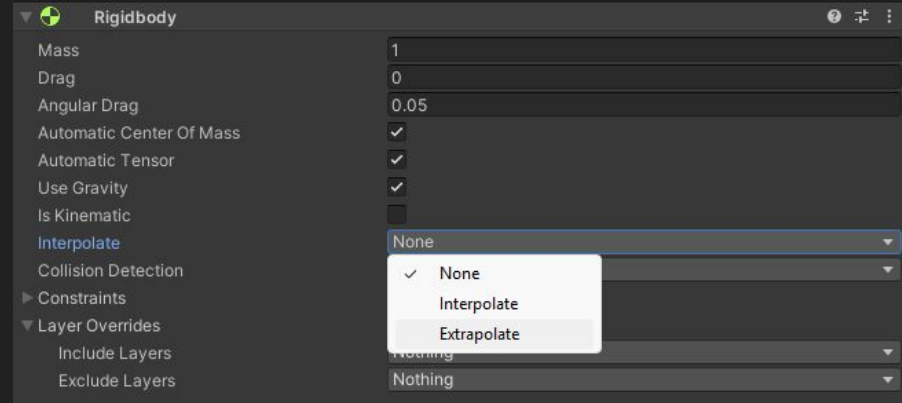 Rigidbody
Mass 1
Drag 0
Angular Drag 0.05
Automatic Center Of Mass
Automatic Tensor
Use Gravity
Is Kinematic
Interpolate None
Collision Detection
None
Interpolate
Extrapolate
Constraints
Layer Overrides
Include Layers Nothing
Exclude Layers Nothing